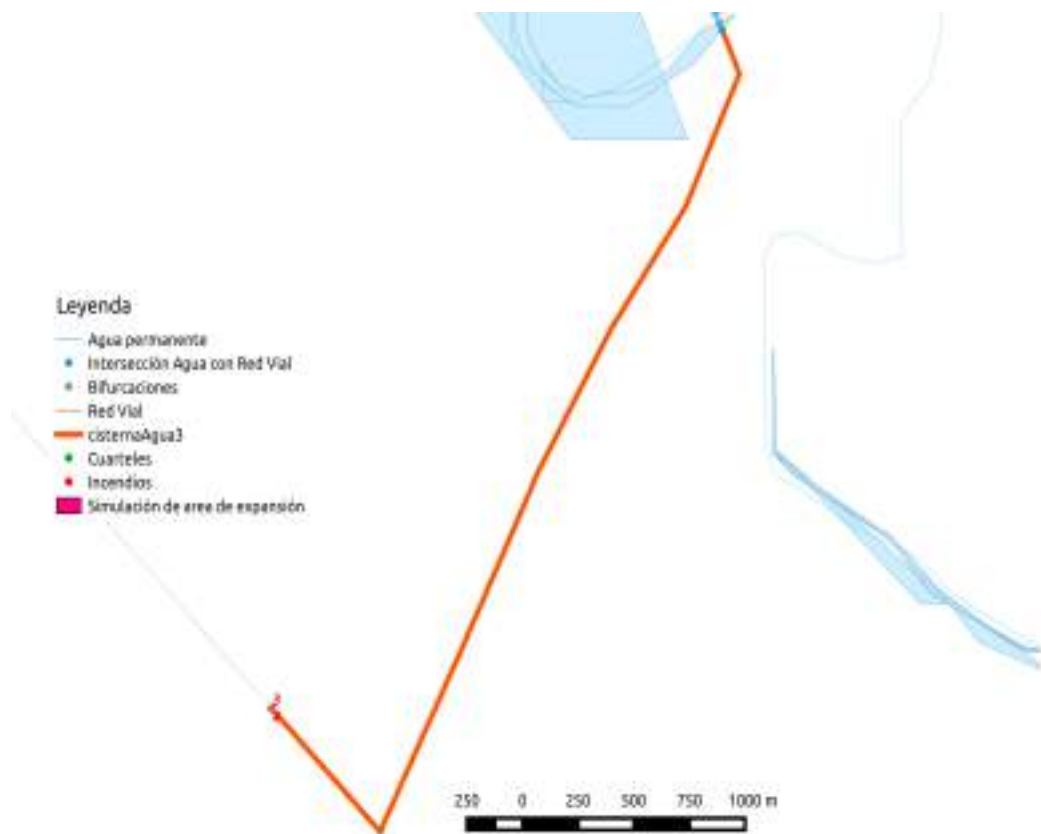 Leyenda
Agua permanente
Intersección Agua con Red Vial
Bifurcaciones
Red Vial
cisternaAgua3
Cuarteles
Incendios
Simulación de area de expansión
250 0 250 500 750 1000 m